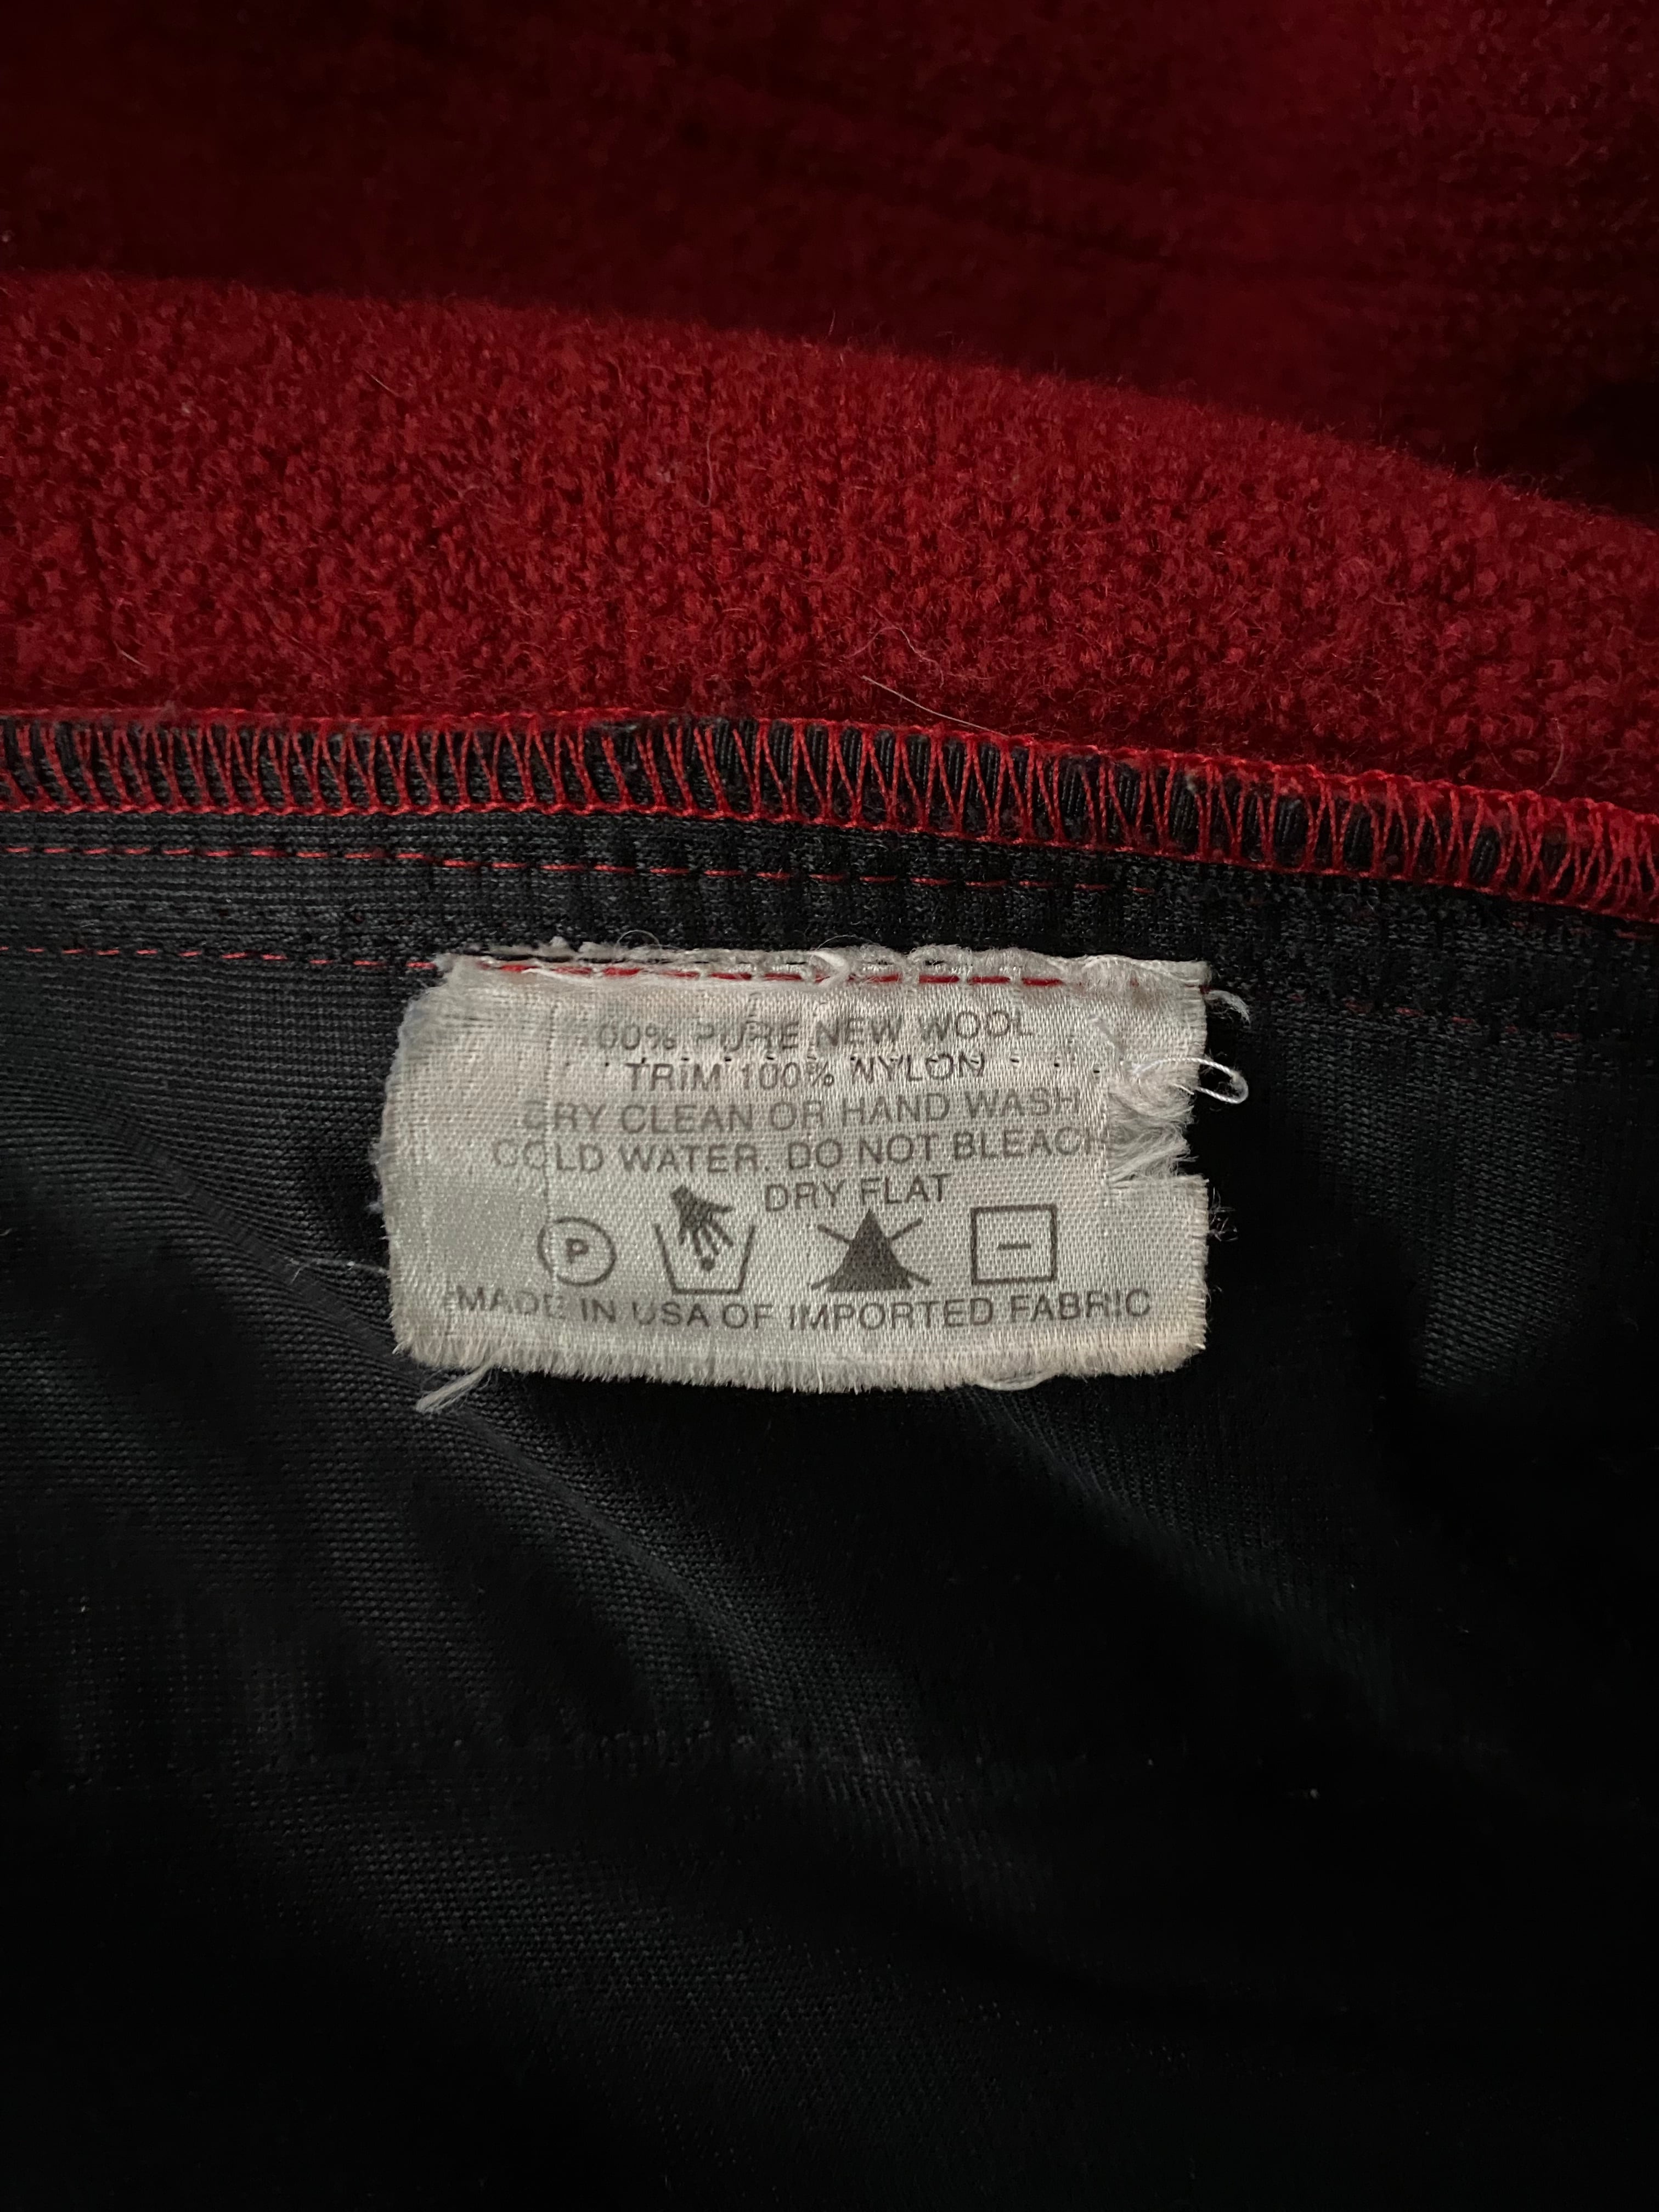 00% PURE NEW WOOL
TRIM 100% NYLON
DRY CLEAN OR HAND WASH
COLD WATER. DO NOT BLEACH
DRY FLAT
P
MADE IN USA OF IMPORTED FABRIC